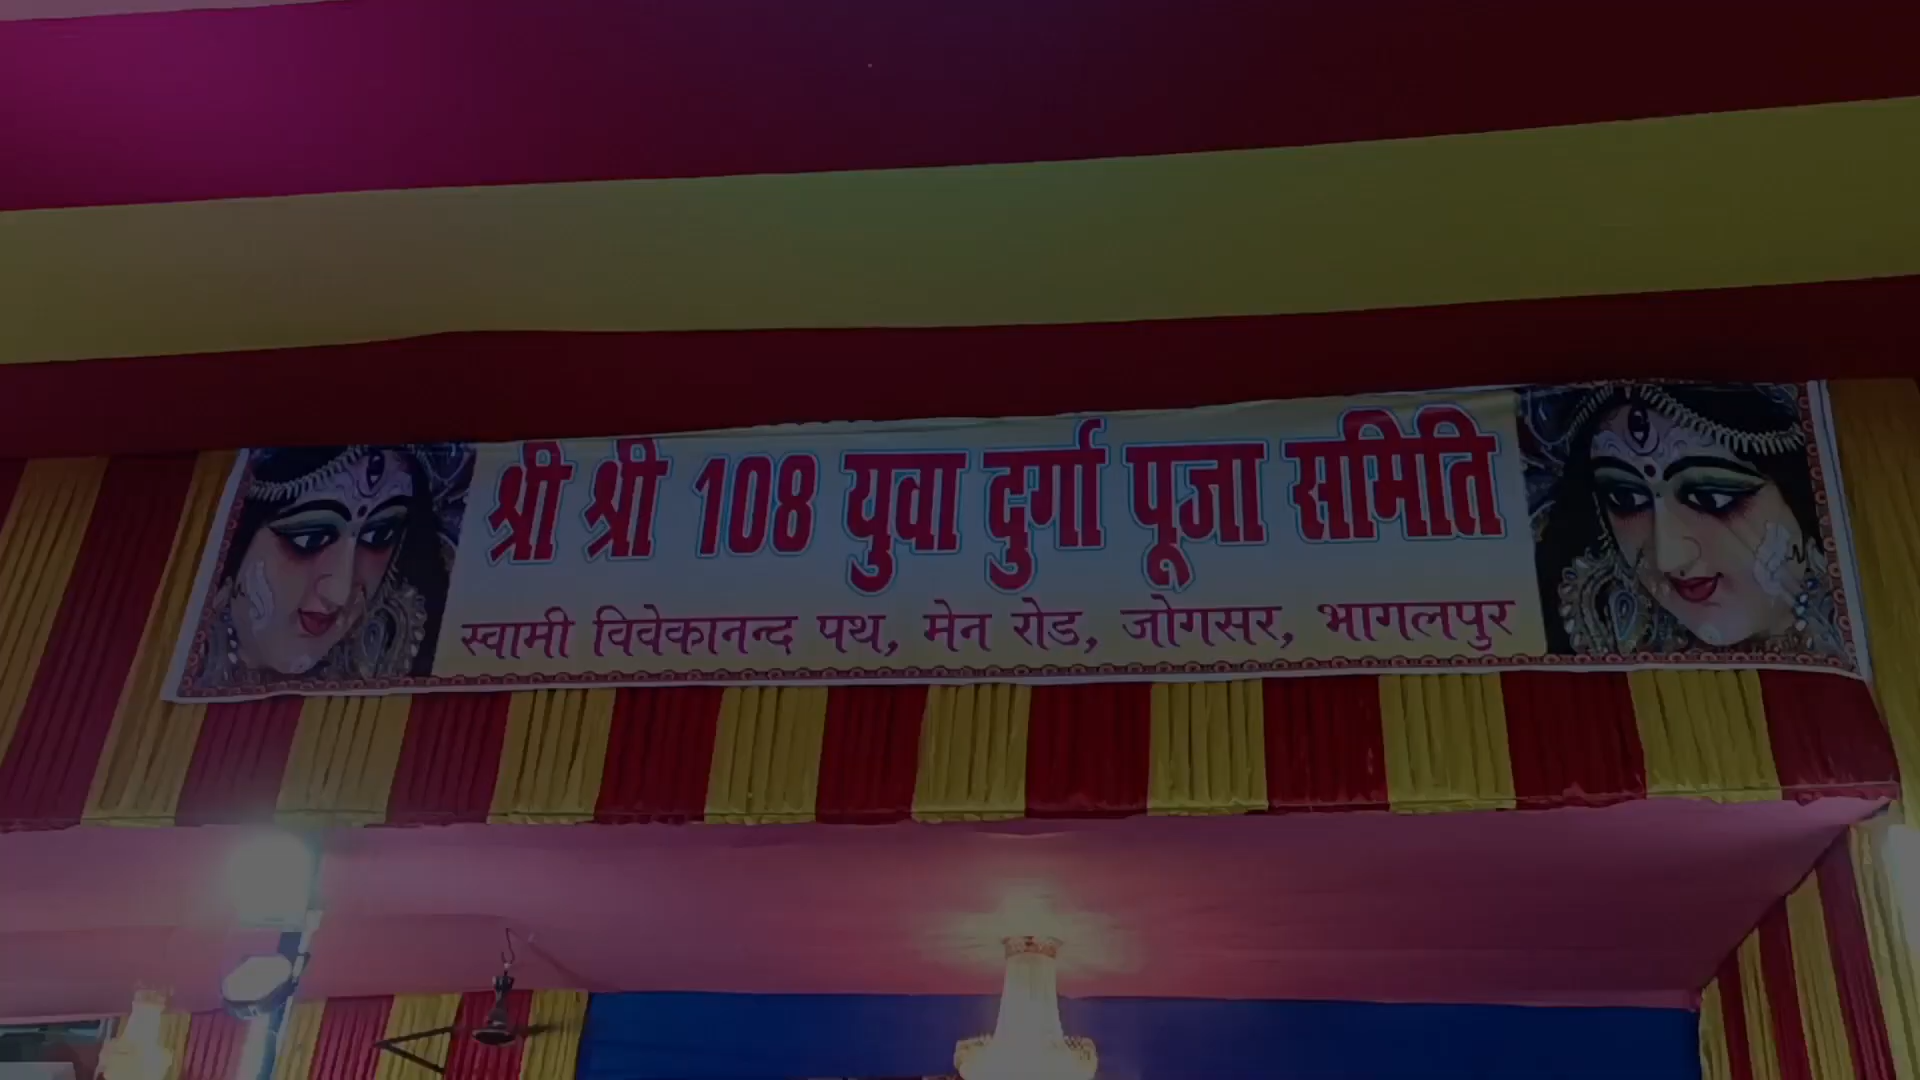 श्री श्री 108 युवा दुर्गा पूजा समिति
स्वामी विवेकानन्द पथ, मेन रोड, जोगसर, भागलपुर